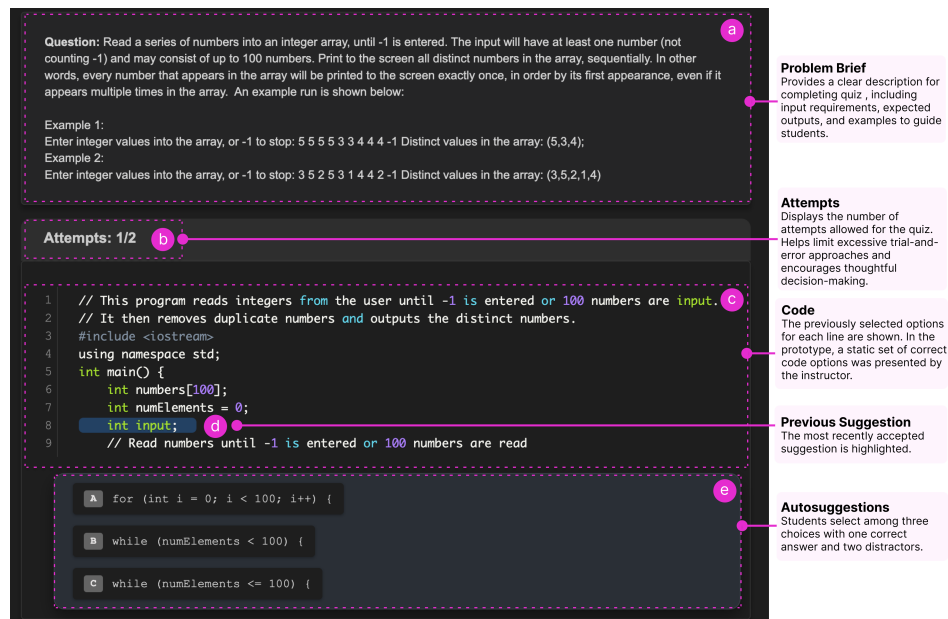 Question: Read a series of numbers into an integer array, until -1 is entered. The input will have at least one number (not
counting -1) and may consist of up to 100 numbers. Print to the screen all distinct numbers in the array, sequentially. In other
words, every number that appears in the array will be printed to the screen exactly once, in order by its first appearance, even if it
appears multiple times in the array.  An example run is shown below:
Example 1:
Enter integer values into the array, or -1 to stop: 5 5 5 5 3 3 4 4 4 -1 Distinct values in the array: (5,3,4);
Example 2:
Enter integer values into the array, or -1 to stop: 3 5 2 5 3 1 4 4 2 -1 Distinct values in the array: (3,5,2,1,4)
a
Problem Brief
Provides a clear description for
completing quiz , including
input requirements, expected
outputs, and examples to guide
students.
Attempts: 1/2
b
Attempts
Displays the number of
attempts allowed for the quiz.
Helps limit excessive trial-and-
error approaches and
encourages thoughtful
decision-making.
1 // This program reads integers from the user until -1 is entered or 100 numbers are input.
2 // It then removes duplicate numbers and outputs the distinct numbers.
3 #include <iostream>
4 using namespace std;
5 int main() {
6 int numbers[100];
7 int numElements = 0;
8 int input;
9 // Read numbers until -1 is entered or 100 numbers are read
c
d
Code
The previously selected options
for each line are shown. In the
prototype, a static set of correct
code options was presented by
the instructor.
Previous Suggestion
The most recently accepted
suggestion is highlighted.
A for (int i = 0; i < 100; i++) {
B while (numElements < 100) {
C while (numElements <= 100) {
e
Autosuggestions
Students select among three
choices with one correct
answer and two distractors.